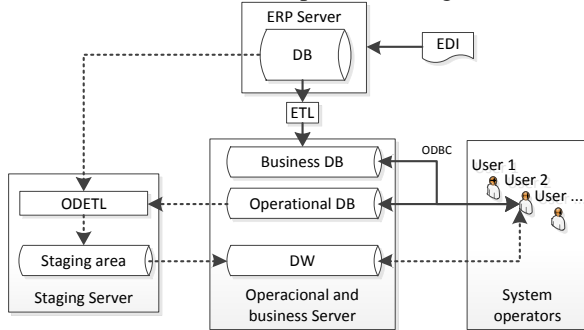 ERP Server
DB
EDI
ETL
ODBC
Business DB
User 1
User 2
User ...
ODETL
Operational DB
Staging area
DW
Staging Server
Operacional and
business Server
System
operators